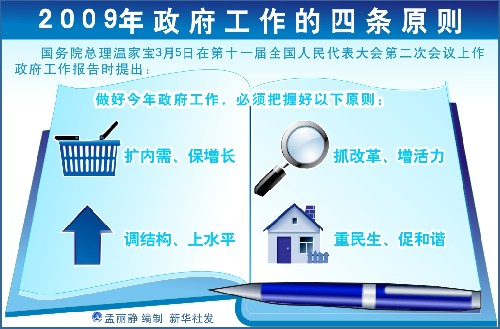 2009年政府工作的四条原则
国务院总理温家宝3月5日在第十一届全国人民代表大会第二次会议上作
政府工作报告时提出：
做好今年政府工作，必须把握好以下原则：
扩内需、保增长
抓改革、增活力
调结构、上水平
重民生、促和谐
孟丽静 编制 新华社发